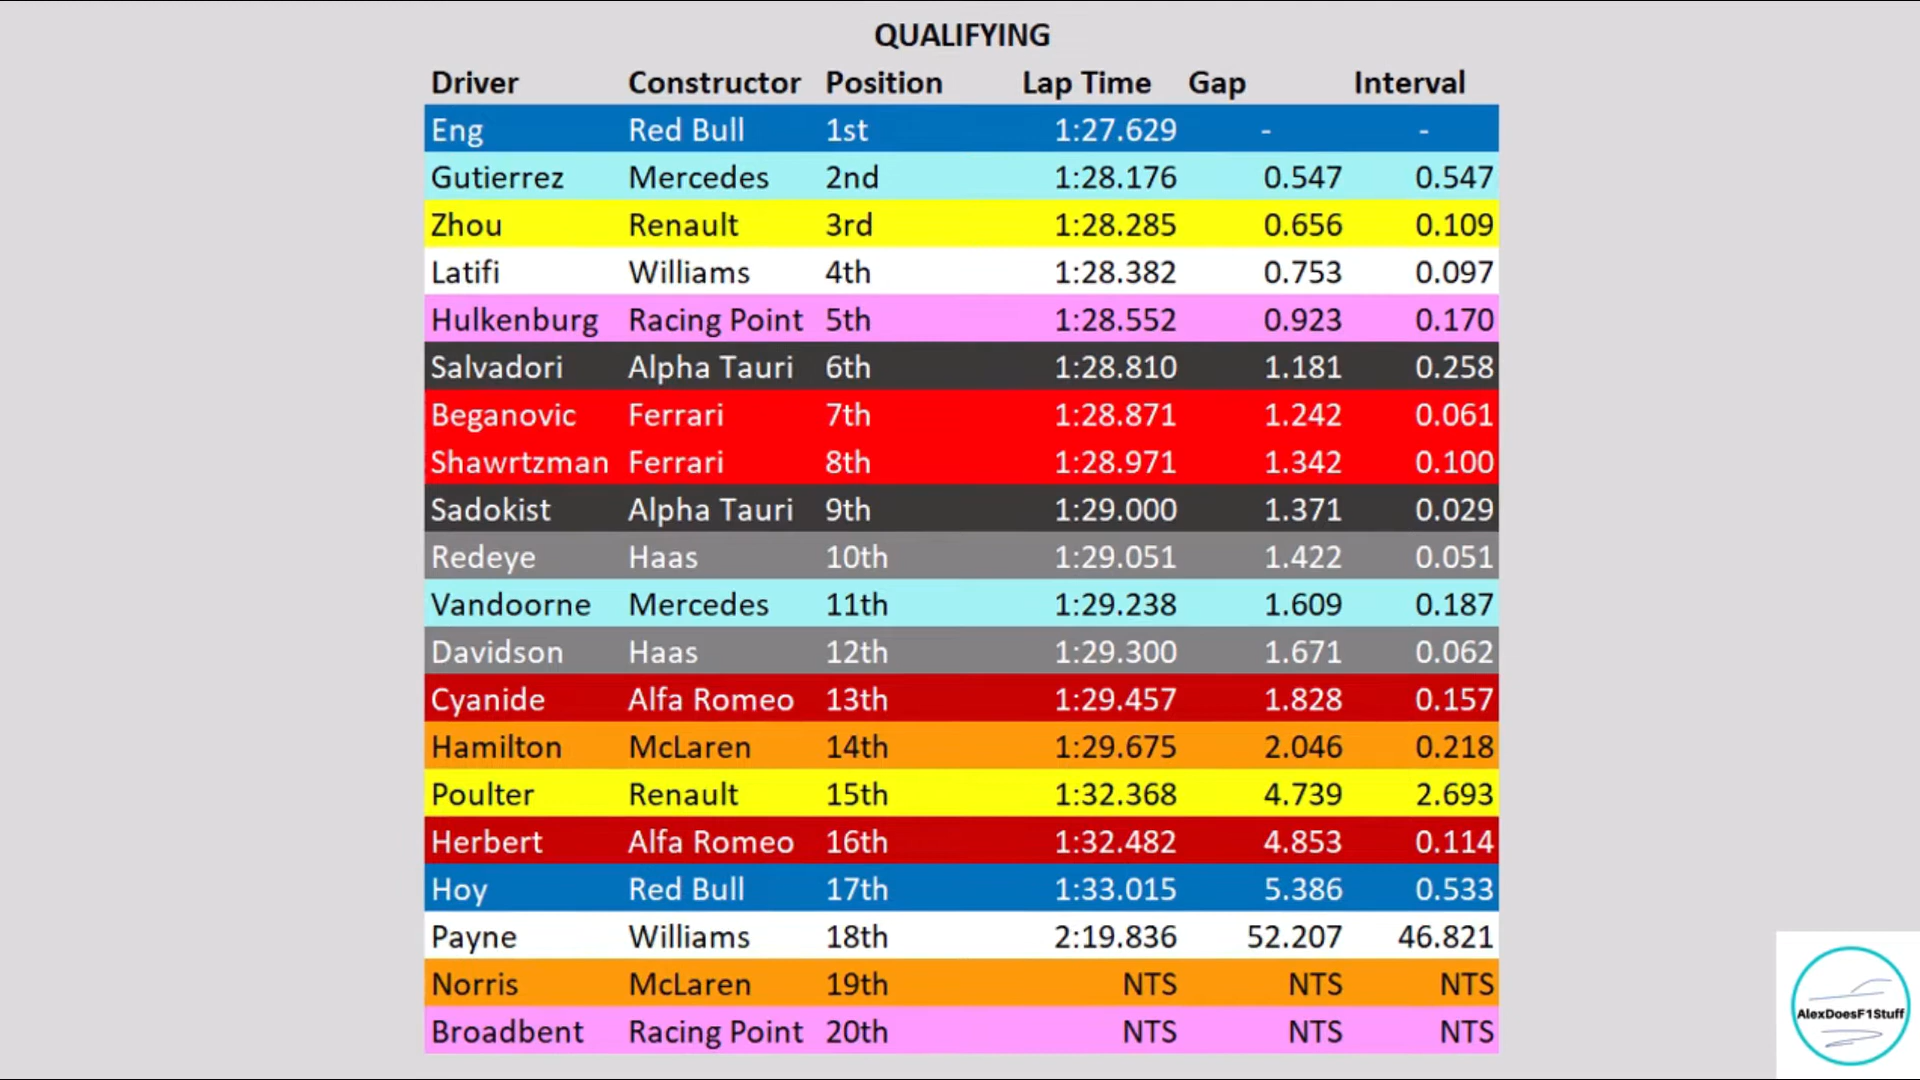 QUALIFYING
Driver Constructor Position Lap Time Gap Interval
Eng Red Bull 1st 1:27.629 - -
Gutierrez Mercedes 2nd 1:28.176 0.547 0.547
Zhou Renault 3rd 1:28.285 0.656 0.109
Latifi Williams 4th 1:28.382 0.753 0.097
Hulkenburg Racing Point 5th 1:28.552 0.923 0.170
Salvadori Alpha Tauri 6th 1:28.810 1.181 0.258
Beganovic Ferrari 7th 1:28.871 1.242 0.061
Shawrtzman Ferrari 8th 1:28.971 1.342 0.100
Sadokist Alpha Tauri 9th 1:29.000 1.371 0.029
Redeye Haas 10th 1:29.051 1.422 0.051
Vandoorne Mercedes 11th 1:29.238 1.609 0.187
Davidson Haas 12th 1:29.300 1.671 0.062
Cyanide Alfa Romeo 13th 1:29.457 1.828 0.157
Hamilton McLaren 14th 1:29.675 2.046 0.218
Poulter Renault 15th 1:32.368 4.739 2.693
Herbert Alfa Romeo 16th 1:32.482 4.853 0.114
Hoy Red Bull 17th 1:33.015 5.386 0.533
Payne Williams 18th 2:19.836 52.207 46.821
Norris McLaren 19th NTS NTS NTS
Broadbent Racing Point 20th NTS NTS NTS
AlexDoesF1Stuff